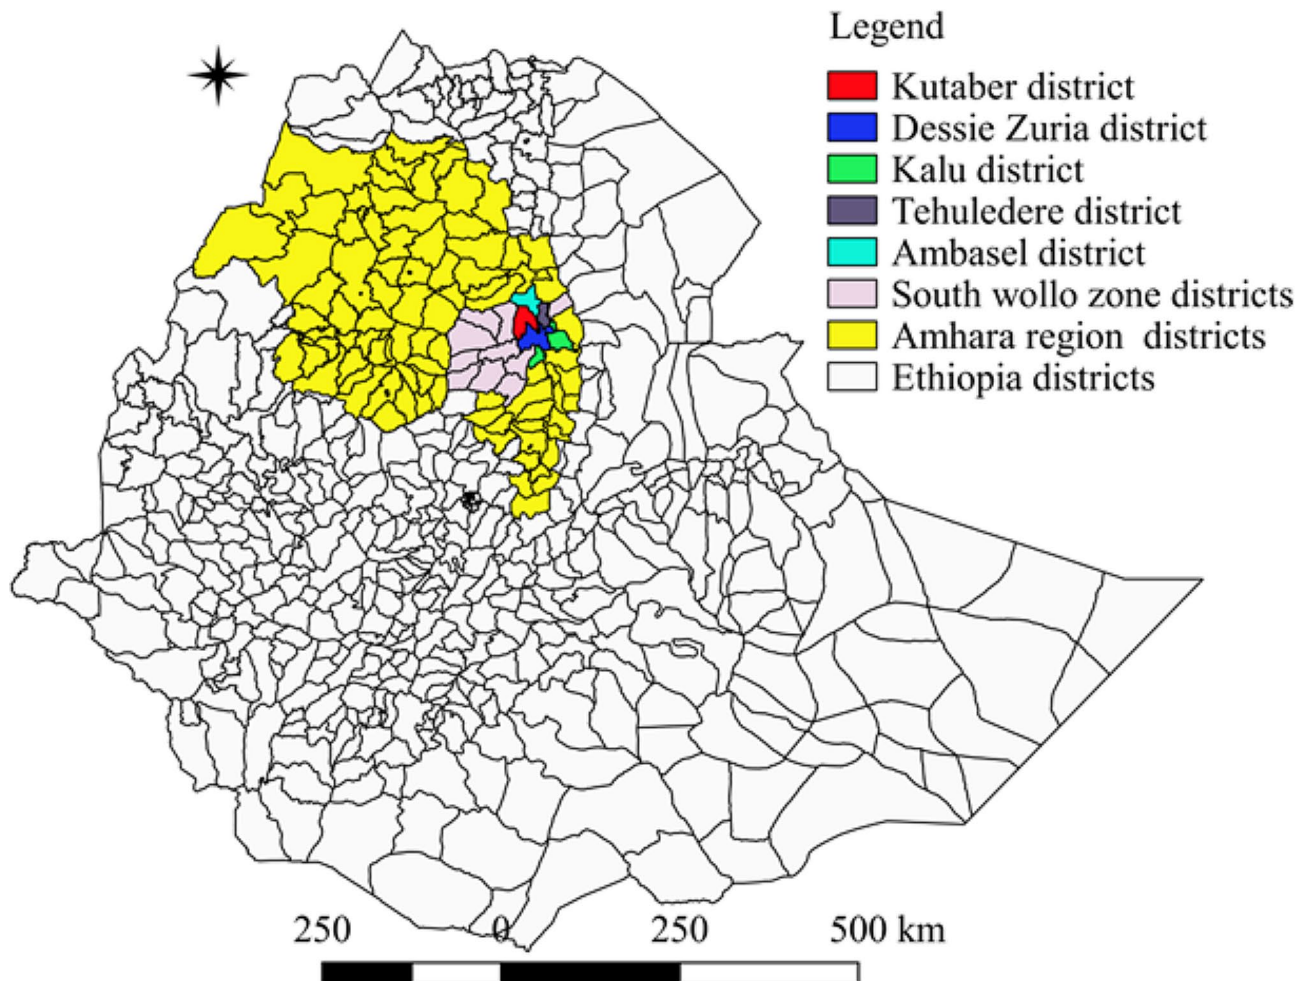 Legend
Kutaber district
Dessie Zuria district
Kalu district
Tehuledere district
Ambasel district
South wollo zone districts
Amhara region  districts
Ethiopia districts
250 0 250 500 km